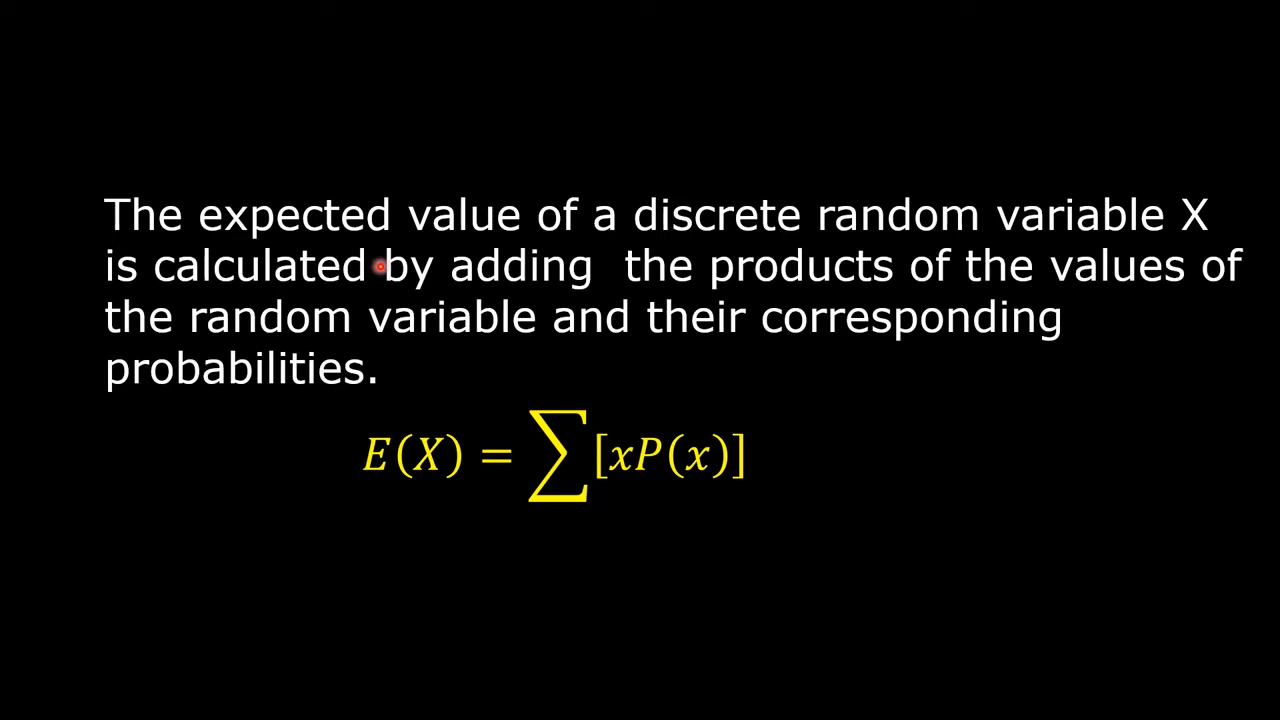 The expected value of a discrete random variable X
is calculated by adding  the products of the values of
the random variable and their corresponding
probabilities.
E(X) = ∑[xP(x)]